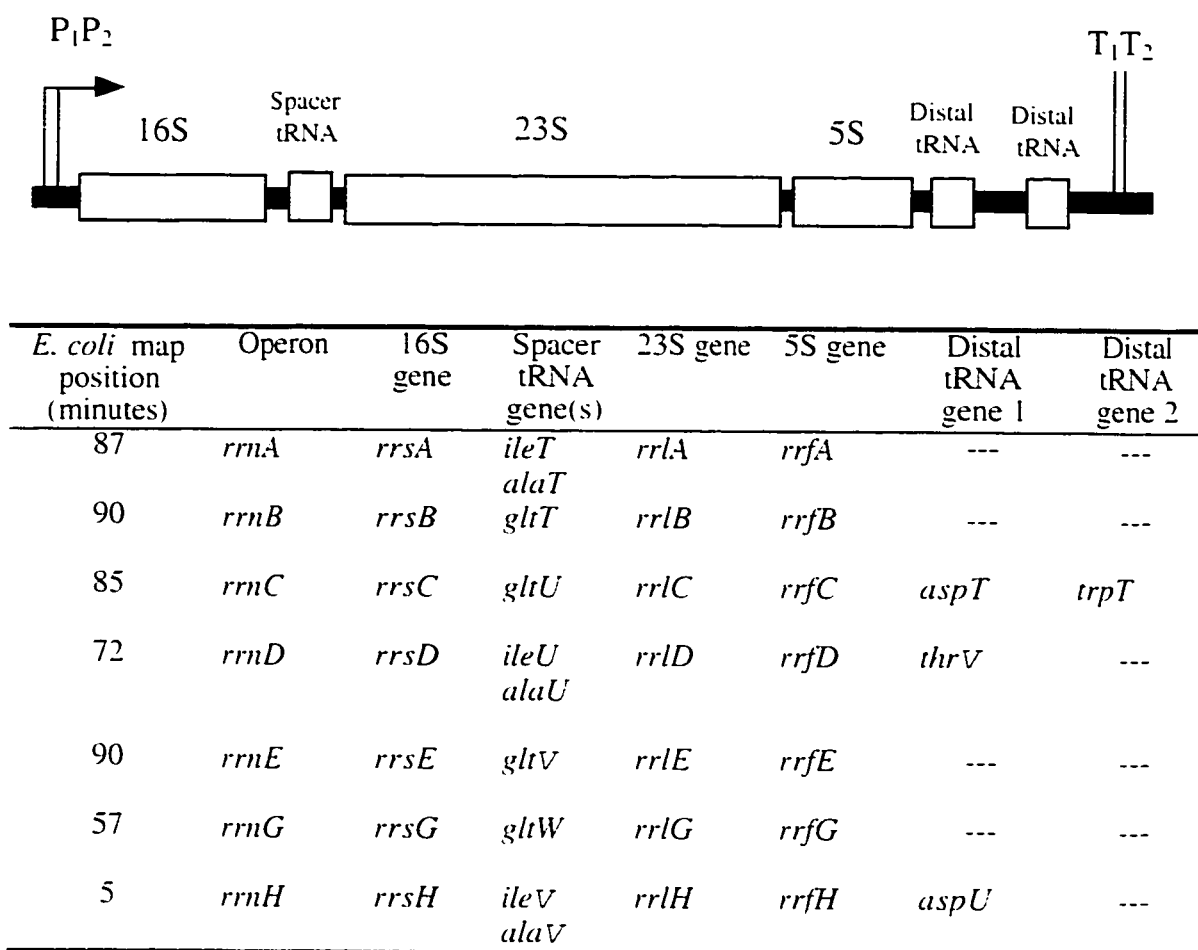 P1P2
T1T2
16S
Spacer
tRNA
23S
5S
Distal
tRNA
Distal
tRNA
E. coli map
position
(minutes)
Operon
16S
gene
Spacer
tRNA
gene(s)
23S gene
5S gene
Distal
tRNA
gene 1
Distal
tRNA
gene 2
87 rrnA rrsA ileT rrlA rrfA --- ---
alaT
90 rrnB rrsB gltT rrlB rrfB --- ---
85 rrnC rrsC gltU rrlC rrfC aspT trpT
72 rrnD rrsD ileU rrlD rrfD thrV ---
alaU
90 rrnE rrsE gltV rrlE rrfE --- ---
57 rrnG rrsG gltW rrlG rrfG --- ---
5 rrnH rrsH ileV rrlH rrfH aspU ---
alaV